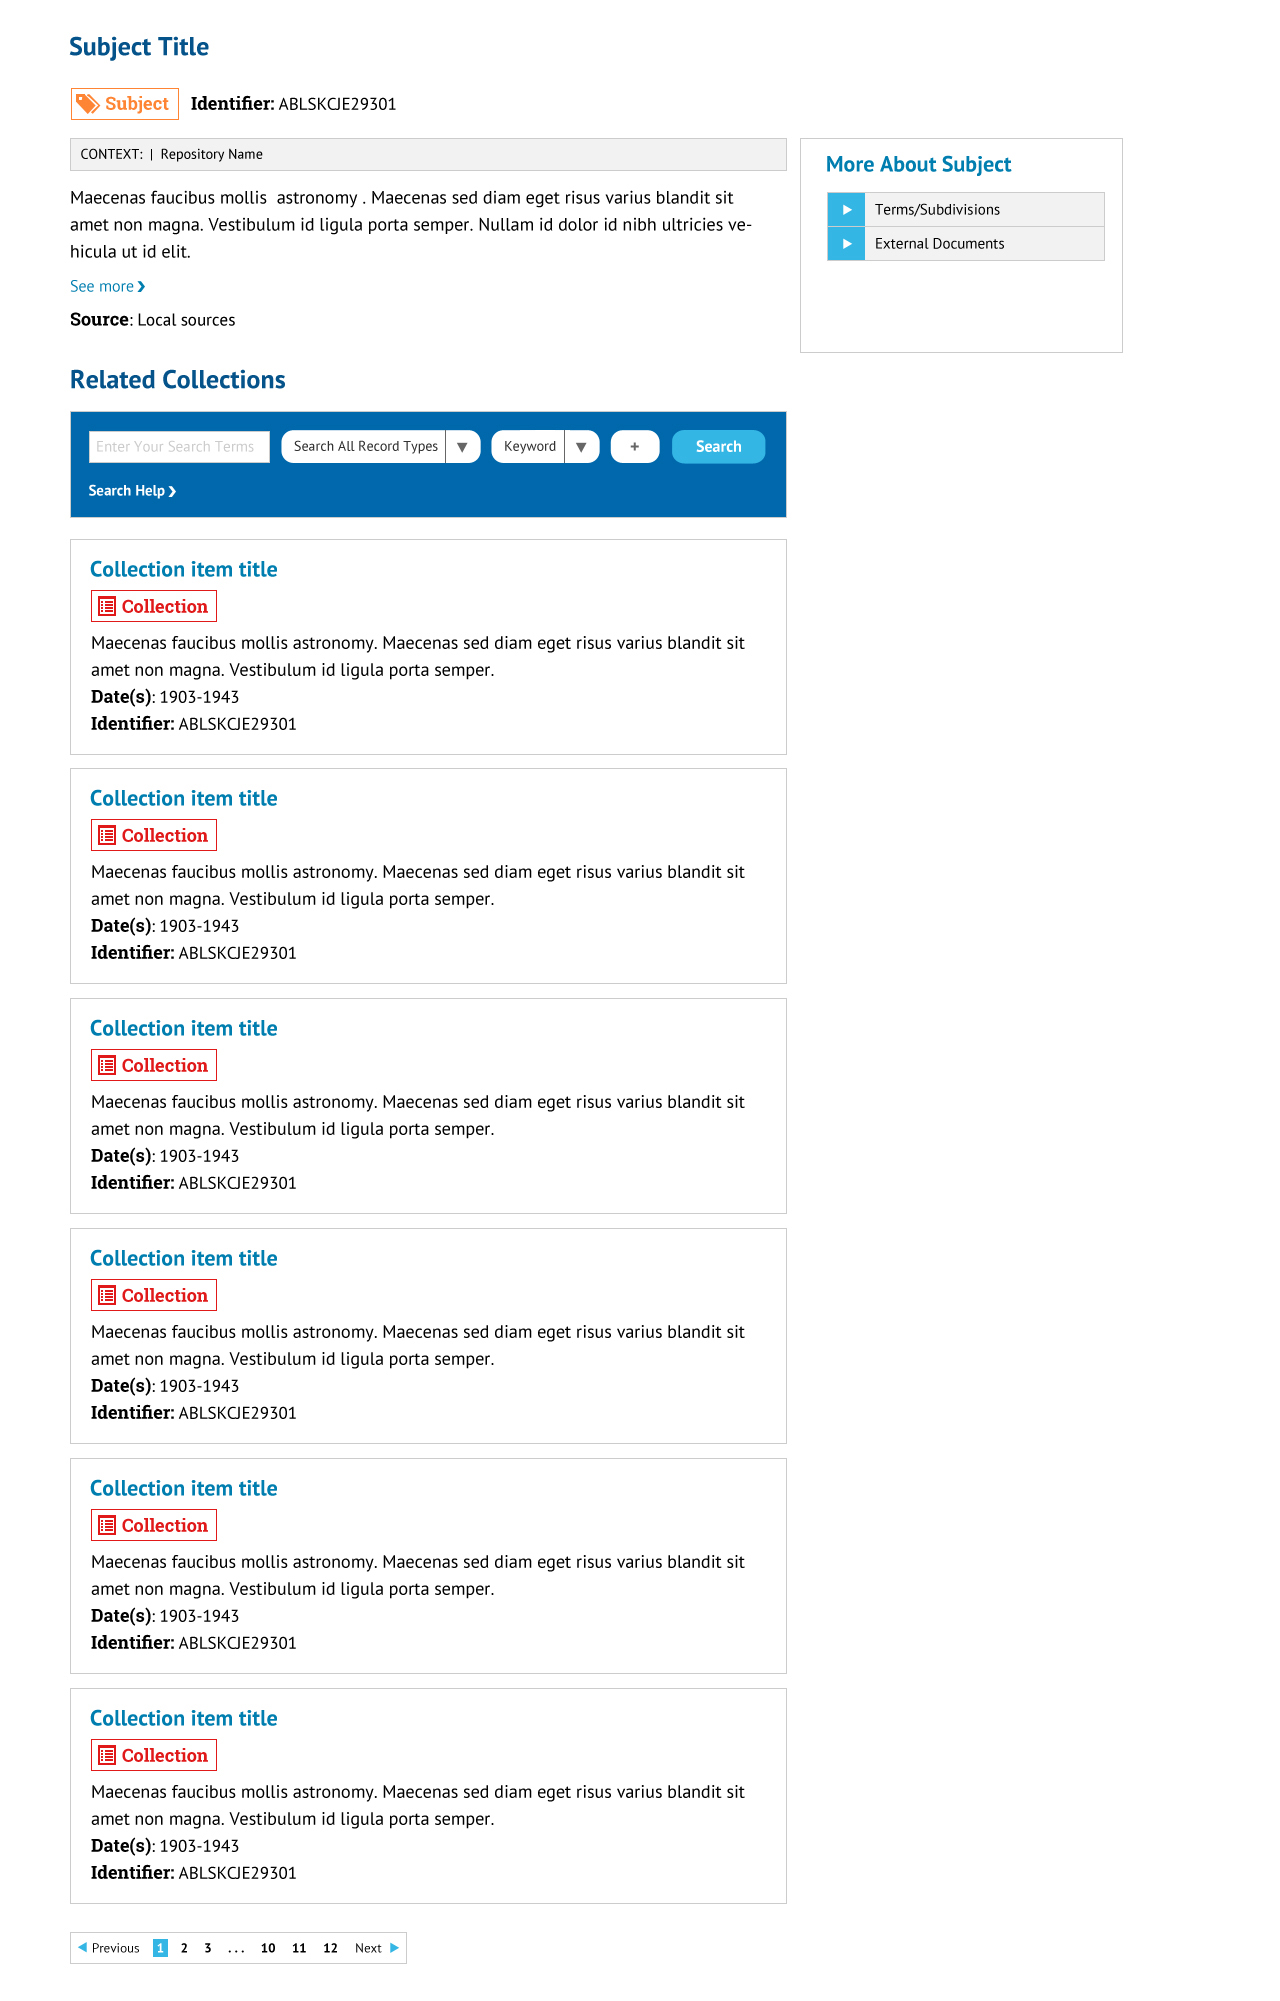 Subject Title
Subject Identifier: ABLSKCJE29301
CONTEXT: | Repository Name
Maecenas faucibus mollis  astronomy . Maecenas sed diam eget risus varius blandit sit
amet non magna. Vestibulum id ligula porta semper. Nullam id dolor id nibh ultricies ve-
hicula ut id elit.
See more
Source: Local sources
More About Subject
Terms/Subdivisions
External Documents
Related Collections
Enter Your Search Terms Search All Record Types Keyword + Search
Search Help
Collection item title
Collection
Maecenas faucibus mollis astronomy. Maecenas sed diam eget risus varius blandit sit
amet non magna. Vestibulum id ligula porta semper.
Date(s): 1903-1943
Identifier: ABLSKCJE29301
Collection item title
Collection
Maecenas faucibus mollis astronomy. Maecenas sed diam eget risus varius blandit sit
amet non magna. Vestibulum id ligula porta semper.
Date(s): 1903-1943
Identifier: ABLSKCJE29301
Collection item title
Collection
Maecenas faucibus mollis astronomy. Maecenas sed diam eget risus varius blandit sit
amet non magna. Vestibulum id ligula porta semper.
Date(s): 1903-1943
Identifier: ABLSKCJE29301
Collection item title
Collection
Maecenas faucibus mollis astronomy. Maecenas sed diam eget risus varius blandit sit
amet non magna. Vestibulum id ligula porta semper.
Date(s): 1903-1943
Identifier: ABLSKCJE29301
Collection item title
Collection
Maecenas faucibus mollis astronomy. Maecenas sed diam eget risus varius blandit sit
amet non magna. Vestibulum id ligula porta semper.
Date(s): 1903-1943
Identifier: ABLSKCJE29301
Collection item title
Collection
Maecenas faucibus mollis astronomy. Maecenas sed diam eget risus varius blandit sit
amet non magna. Vestibulum id ligula porta semper.
Date(s): 1903-1943
Identifier: ABLSKCJE29301
Previous 1 2 3 ... 10 11 12 Next